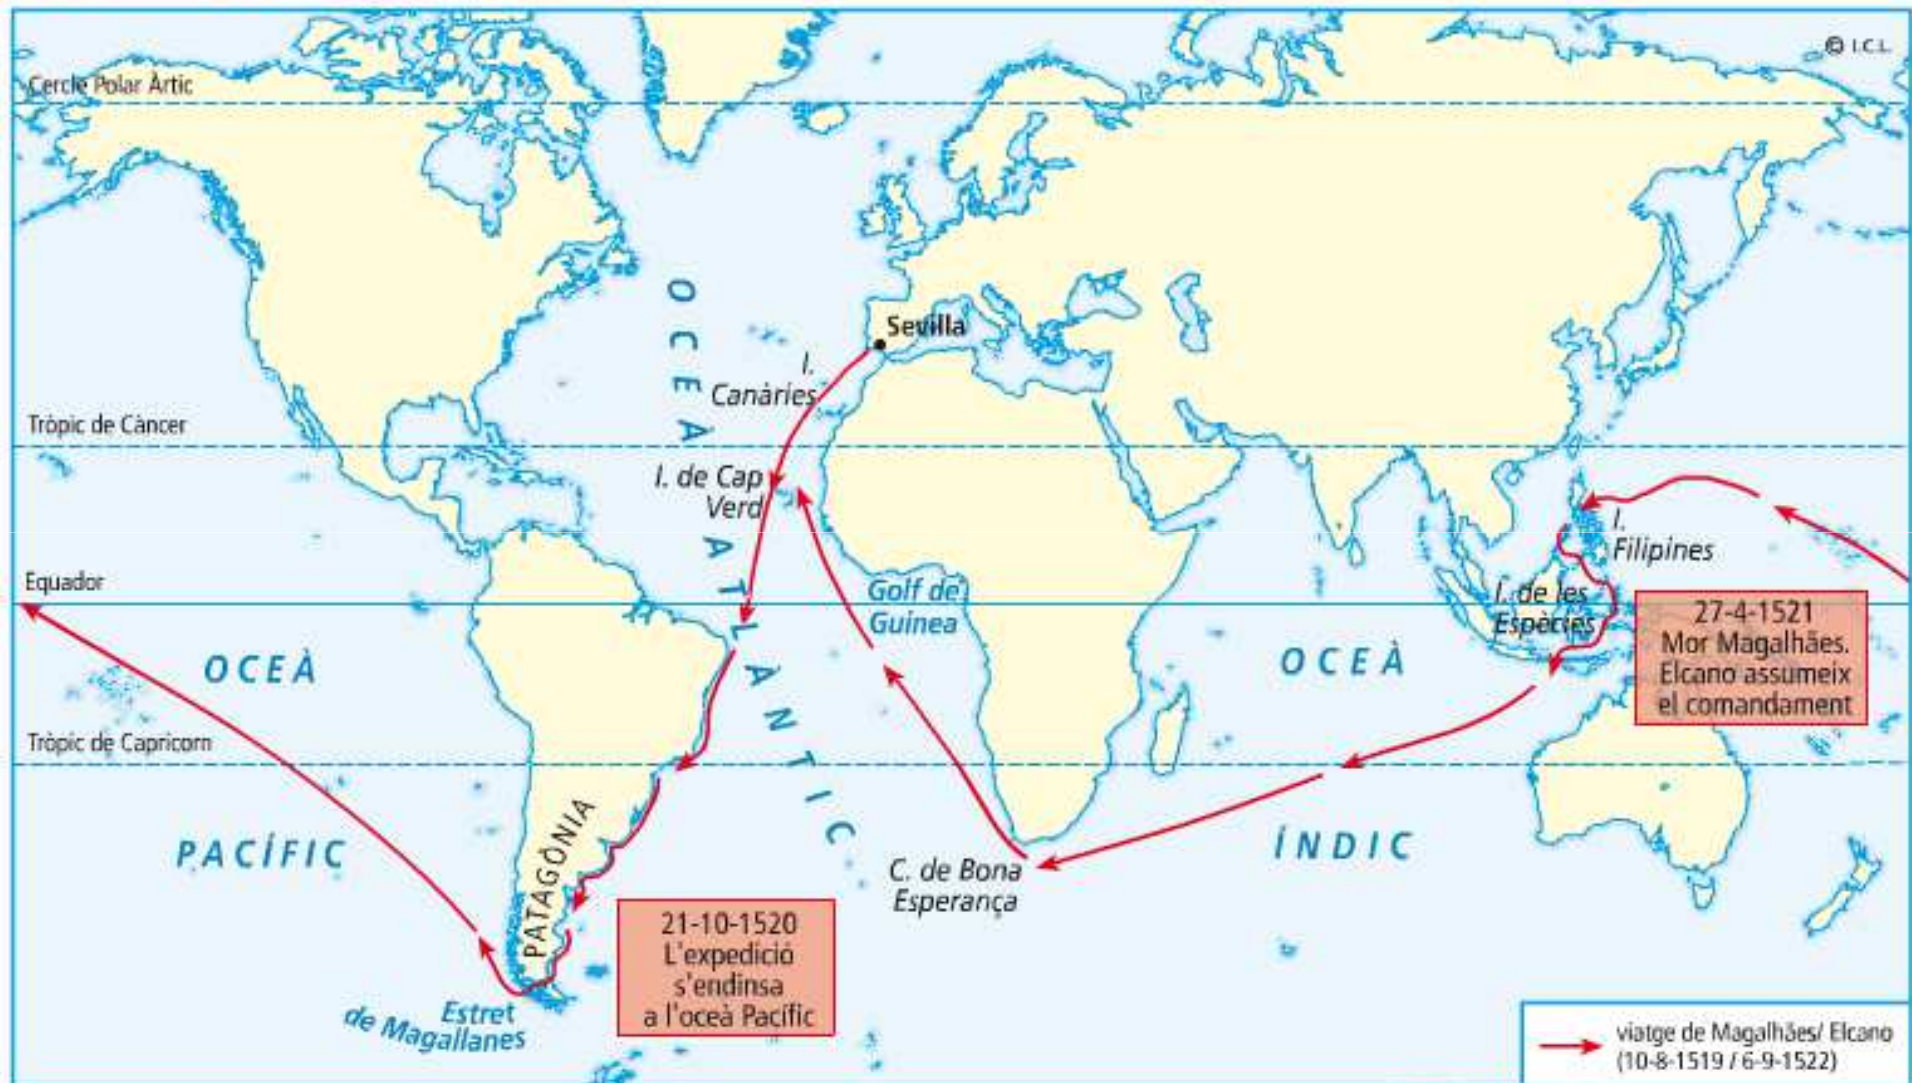 © I.C.L.
Cercle Polar Àrtic
OCEÀ ATLÀNTIC
Sevilla
I.
Canàries
Tròpic de Càncer
I. de Cap
Verd
I.
Filipines
Equador
Golf de
Guinea
I. de les
Espècies
27-4-1521
Mor Magalhães.
Elcano assumeix
el comandament
OCEÀ
PACÍFIC
OCEÀ
ÍNDIC
Tròpic de Capricorn
PATAGÒNIA
C. de Bona
Esperança
21-10-1520
L'expedició
s'endinsa
a l'oceà Pacífic
Estret
de Magallanes
viatge de Magalhães/ Elcano
(10-8-1519 / 6-9-1522)